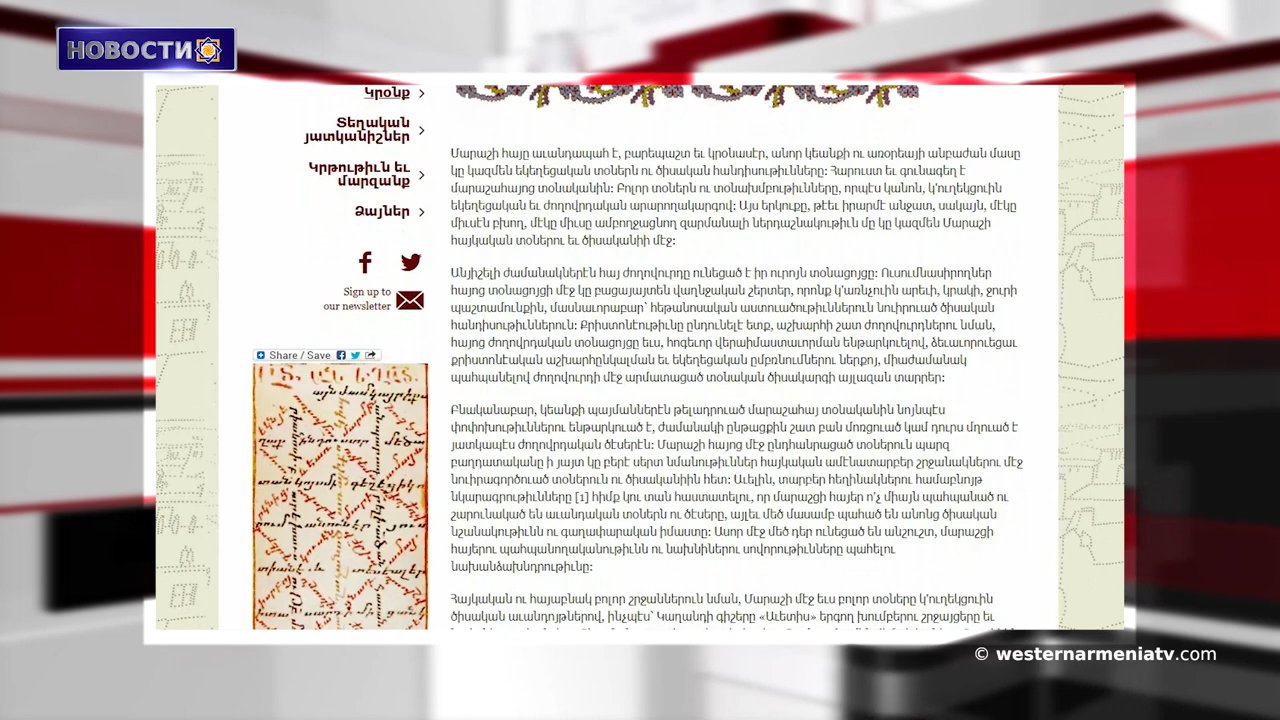 НОВОСТИ
Կրօնք
Տեղական
յատկանիշներ
Կրթութիւն եւ
մարզանք
Ձայներ
Sign up to
our newsletter
Share / Save
Մարաշի հայը աւանդապահ է, բարեպաշտ եւ կրօնասէր, անոր կեանքի ու առօրեայի անբաժան մասը
կը կազմեն եկեղեցական տօներն ու ծիսական հանդիսութիւնները։ Հարուստ եւ գունագեղ է
մարաշահայոց տօնականին։ Բոլոր տօներն ու տօնախմբութիւնները, որպէս կանոն, կ՚ուղեկցուին
եկեղեցական եւ ժողովրդական արարողակարգով։ Այս երկուքը, թէեւ իրարմէ անջատ, սակայն, մէկը
միւսէն բխող, մէկը միւսը ամբողջացնող զարմանալի ներդաշնակութիւն մը կը կազմեն Մարաշի
հայկական տօներու եւ ծիսականիի մէջ։
Անյիշելի ժամանակներէն հայ ժողովուրդը ունեցած է իր ուրոյն տօնացոյցը։ Ուսումնասիրողներ
հայոց տօնացոյցի մէջ կը բացայայտեն վաղնջական շերտեր, որոնք կ՚առնչուին արեւի, կրակի, ջուրի
պաշտամունքին, մասնաւորաբար՝ հեթանոսական աստուածութիւններուն նուիրուած ծիսական
հանդիսութիւններուն։ Քրիստոնէութիւնը ընդունելէ ետք, աշխարհի շատ ժողովուրդներու նման,
հայոց ժողովրդական տօնացոյցը եւս, հոգեւոր վերաիմաստաւորման ենթարկուելով, ձեւաւորուեցաւ
քրիստոնէական աշխարհընկալման եւ եկեղեցական ըմբռնումներու ներքոյ, միաժամանակ
պահպանելով ժողովուրդի մէջ արմատացած տօնական ծիսակարգի այլազան տարրեր։
Բնականաբար, կեանքի պայմաններէն թելադրուած մարաշահայ տօնականին նոյնպէս
փոփոխութիւններու ենթարկուած է, ժամանակի ընթացքին շատ բան մոռցուած կամ դուրս մղուած է
յատկապէս ժողովրդական ծէսերէն։ Մարաշի հայոց մէջ ընդհանրացած տօներուն պարզ
բաղդատականը ի յայտ կը բերէ սերտ նմանութիւններ հայկական ամէնատարբեր շրջանակներու մէջ
նուիրագործուած տօներուն ու ծիսականիին հետ։ Աւելին, տարբեր հեղինակներու համաբնոյթ
նկարագրութիւնները [1] հիմք կու տան հաստատելու, որ մարաշցի հայեր ո՛չ միայն պահպանած ու
շարունակած են աւանդական տօներն ու ծէսերը, այլեւ մեծ մասամբ պահած են անոնց ծիսական
նշանակութիւնն ու գաղափարական իմաստը։ Ասոր մէջ մեծ դեր ունեցած են անշուշտ, մարաշցի
հայերու պահպանողականութիւնն ու նախնիներու սովորութիւնները պահելու
նախանձախնդրութիւնը։
Հայկական ու հայաբնակ բոլոր շրջաններուն նման, Մարաշի մէջ եւս բոլոր տօները կ՚ուղեկցուին
ծիսական աւանդոյթներով, ինչպէս՝ Կաղանդի գիշերը «Աւետիս» երգող խումբերու շրջայցերը եւ
© westernarmeniatv.com